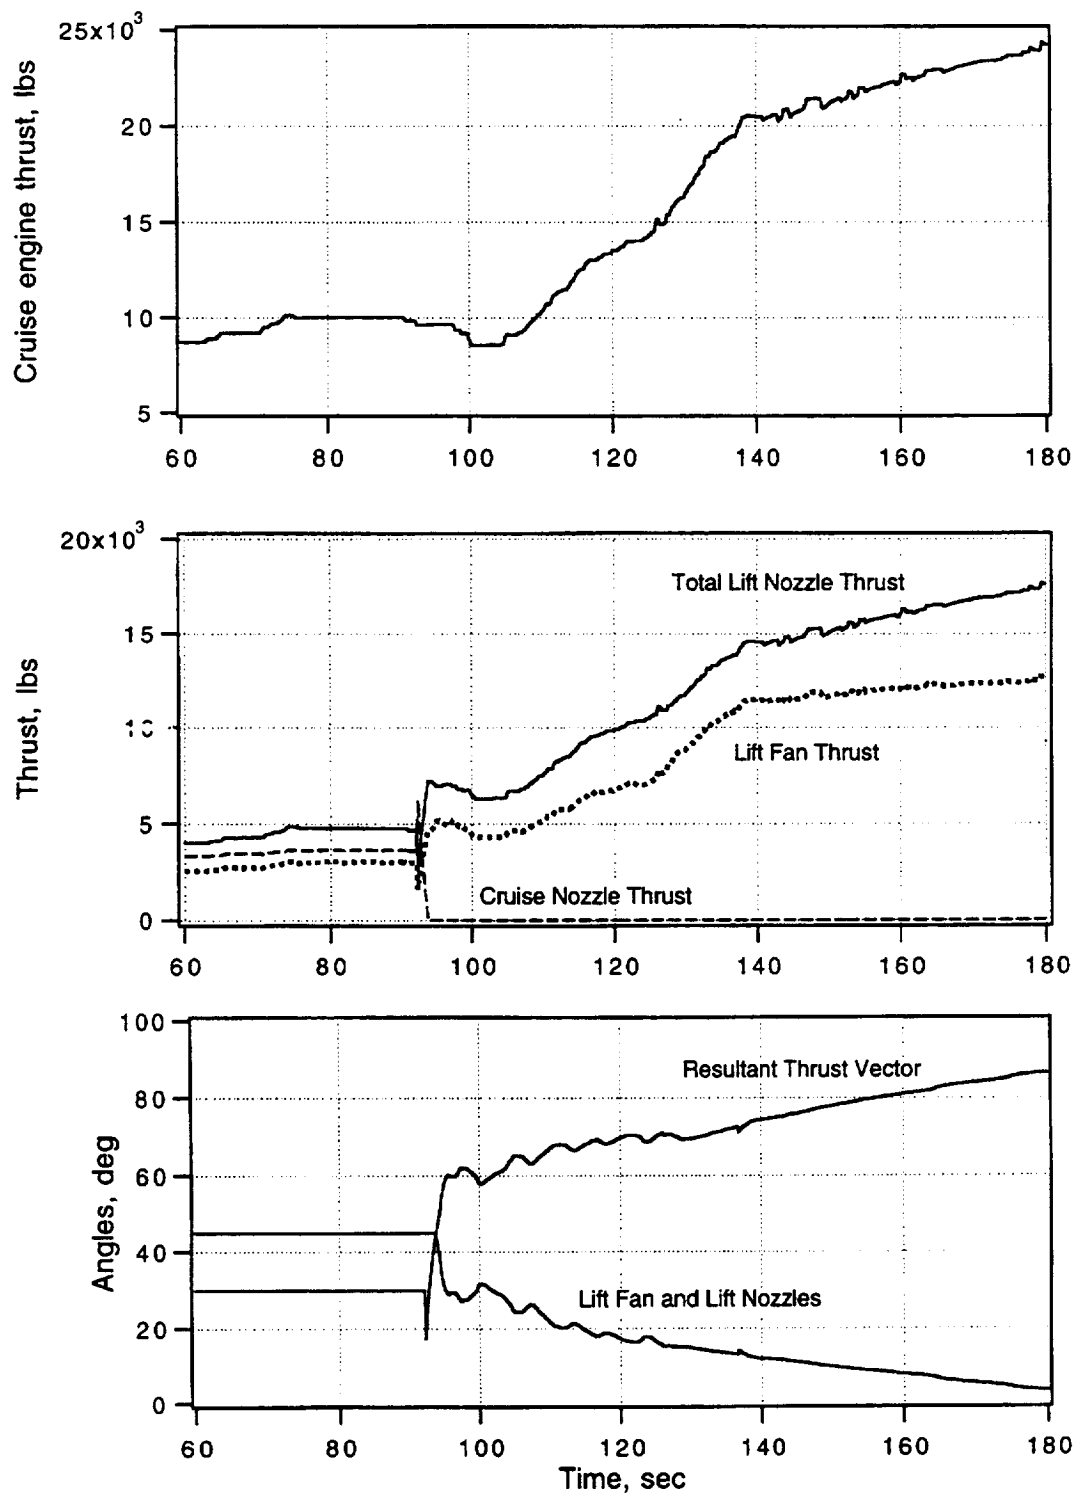 25x10³
20
15
10
5
Cruise engine thrust, lbs
60 80 100 120 140 160 180
20x10³
15
5
0
Thrust, lbs
Total Lift Nozzle Thrust
Lift Fan Thrust
Cruise Nozzle Thrust
60 80 100 120 140 160 180
100
80
60
40
20
0
Angles, deg
Resultant Thrust Vector
Lift Fan and Lift Nozzles
60 80 100 120 140 160 180
Time, sec